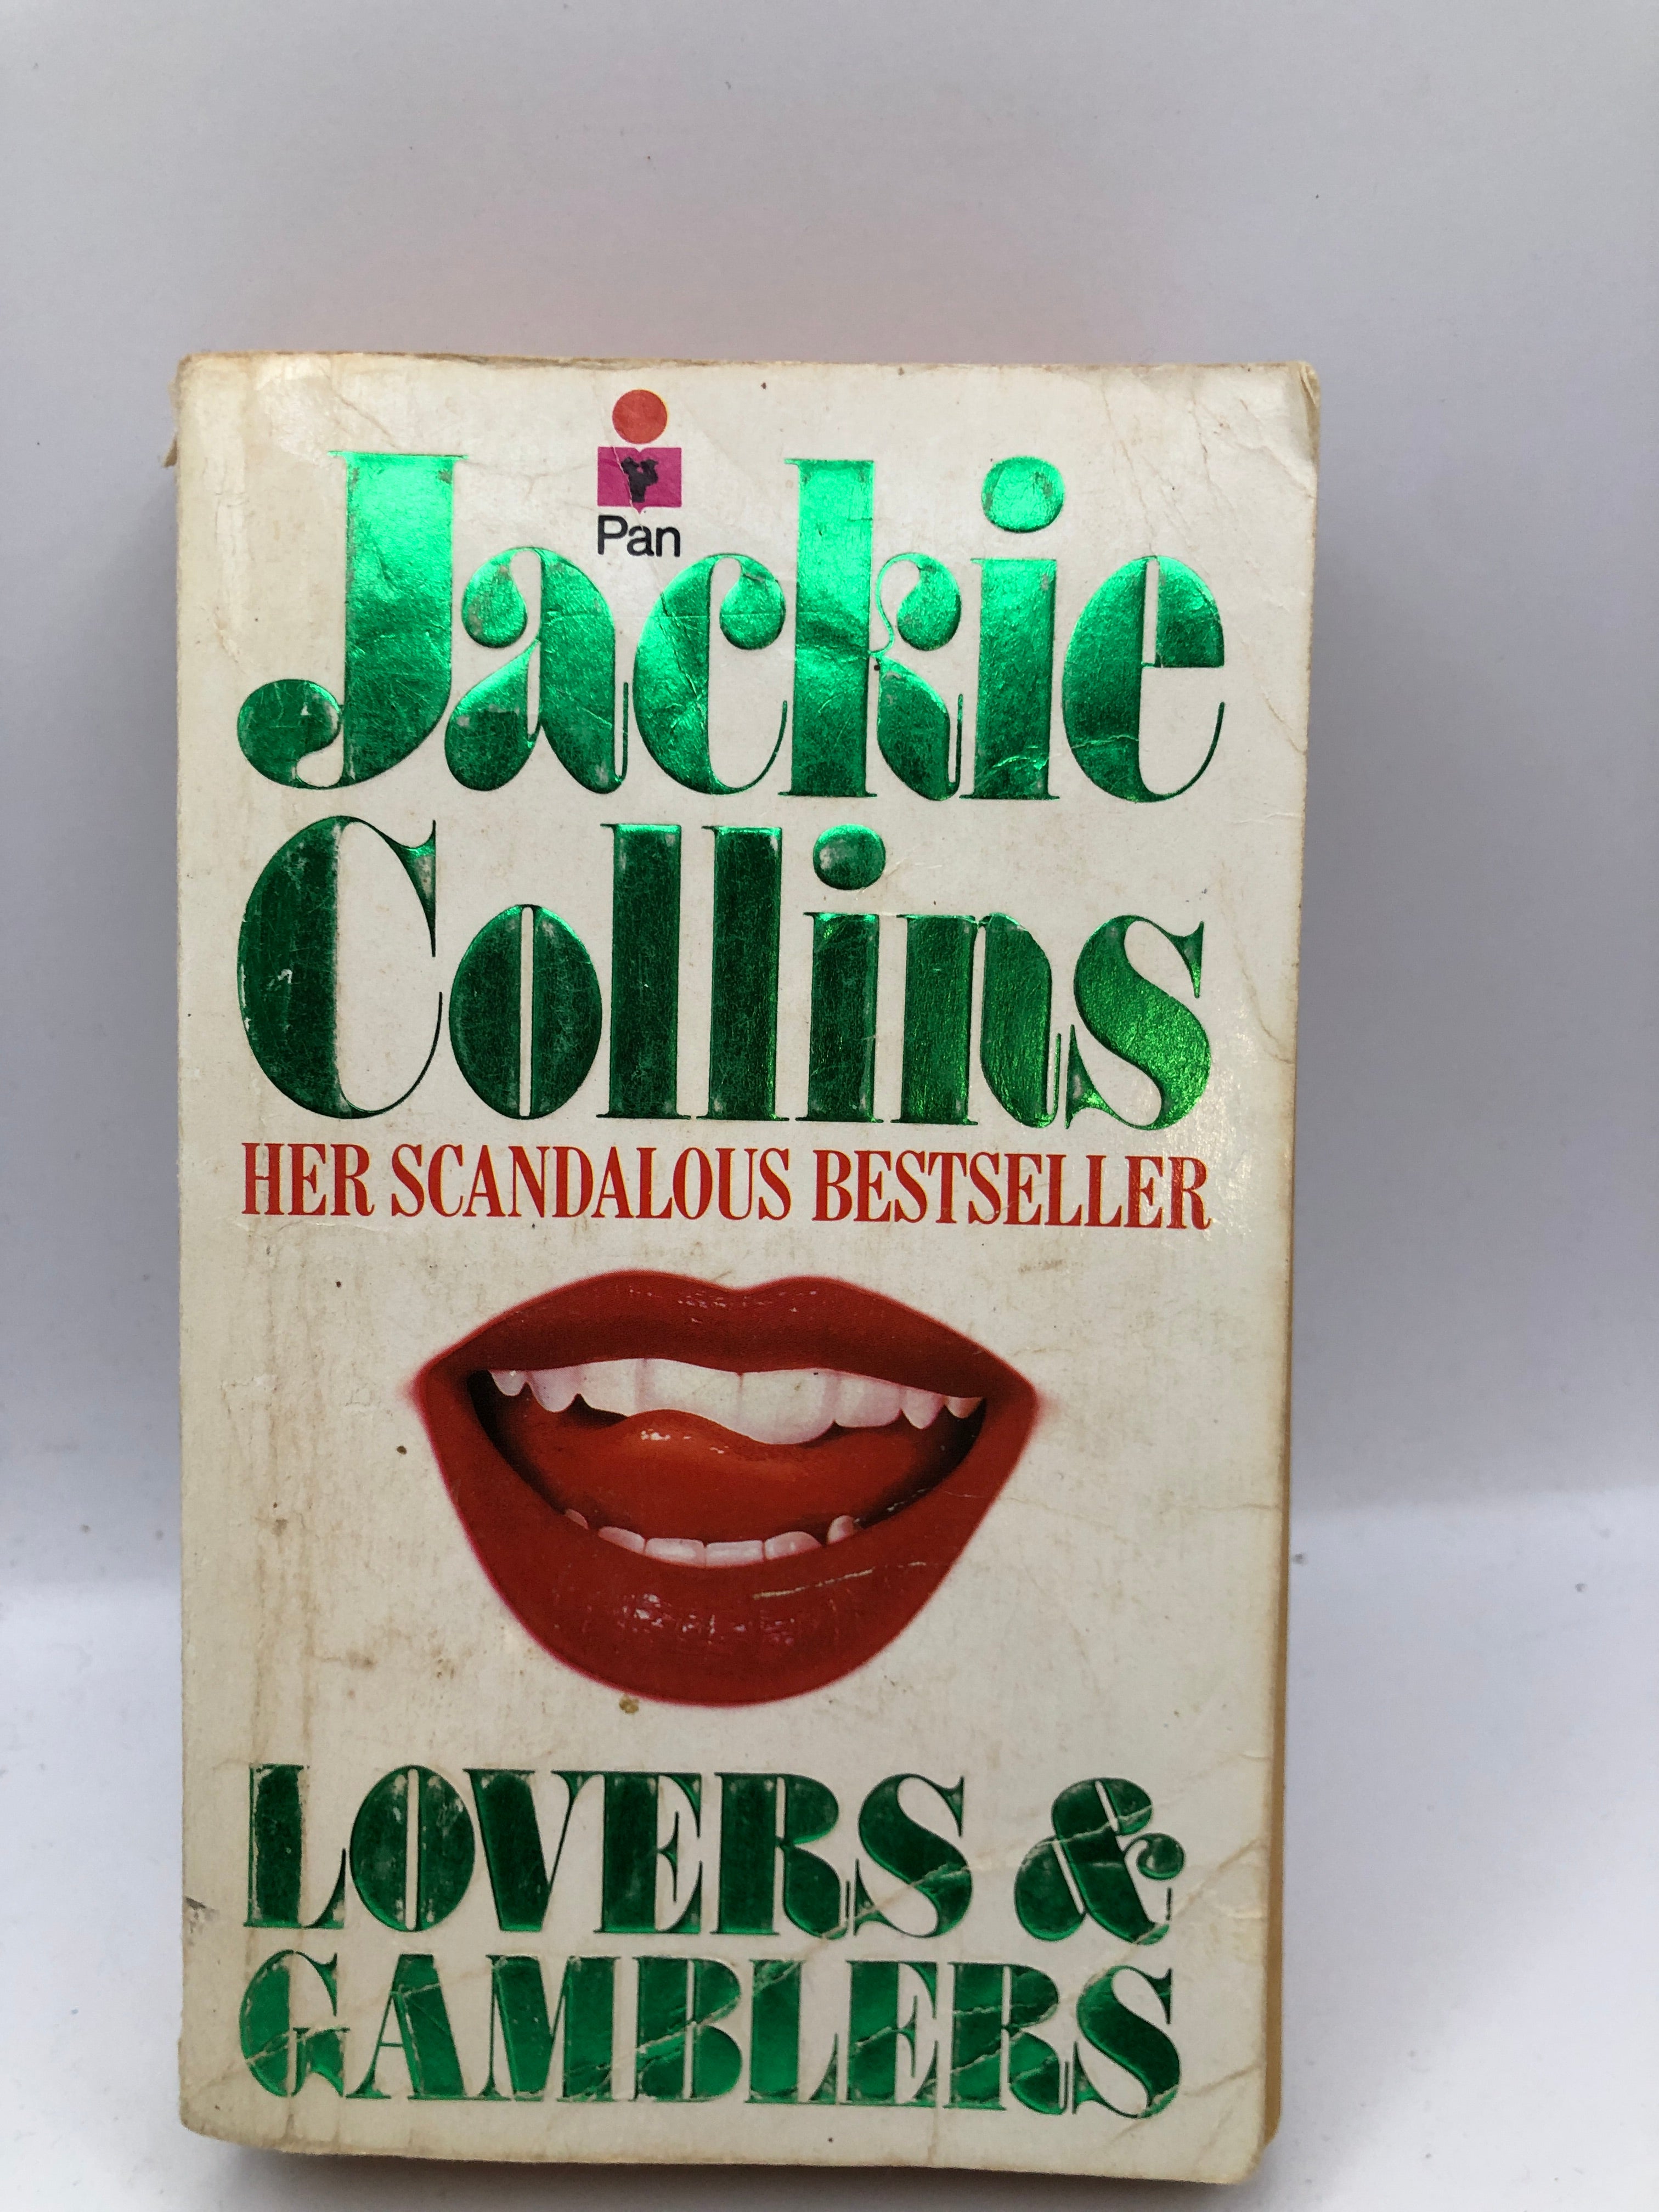 Pan
Jackie
Collins
HER SCANDALOUS BESTSELLER
LOVERS &
GAMBLERS